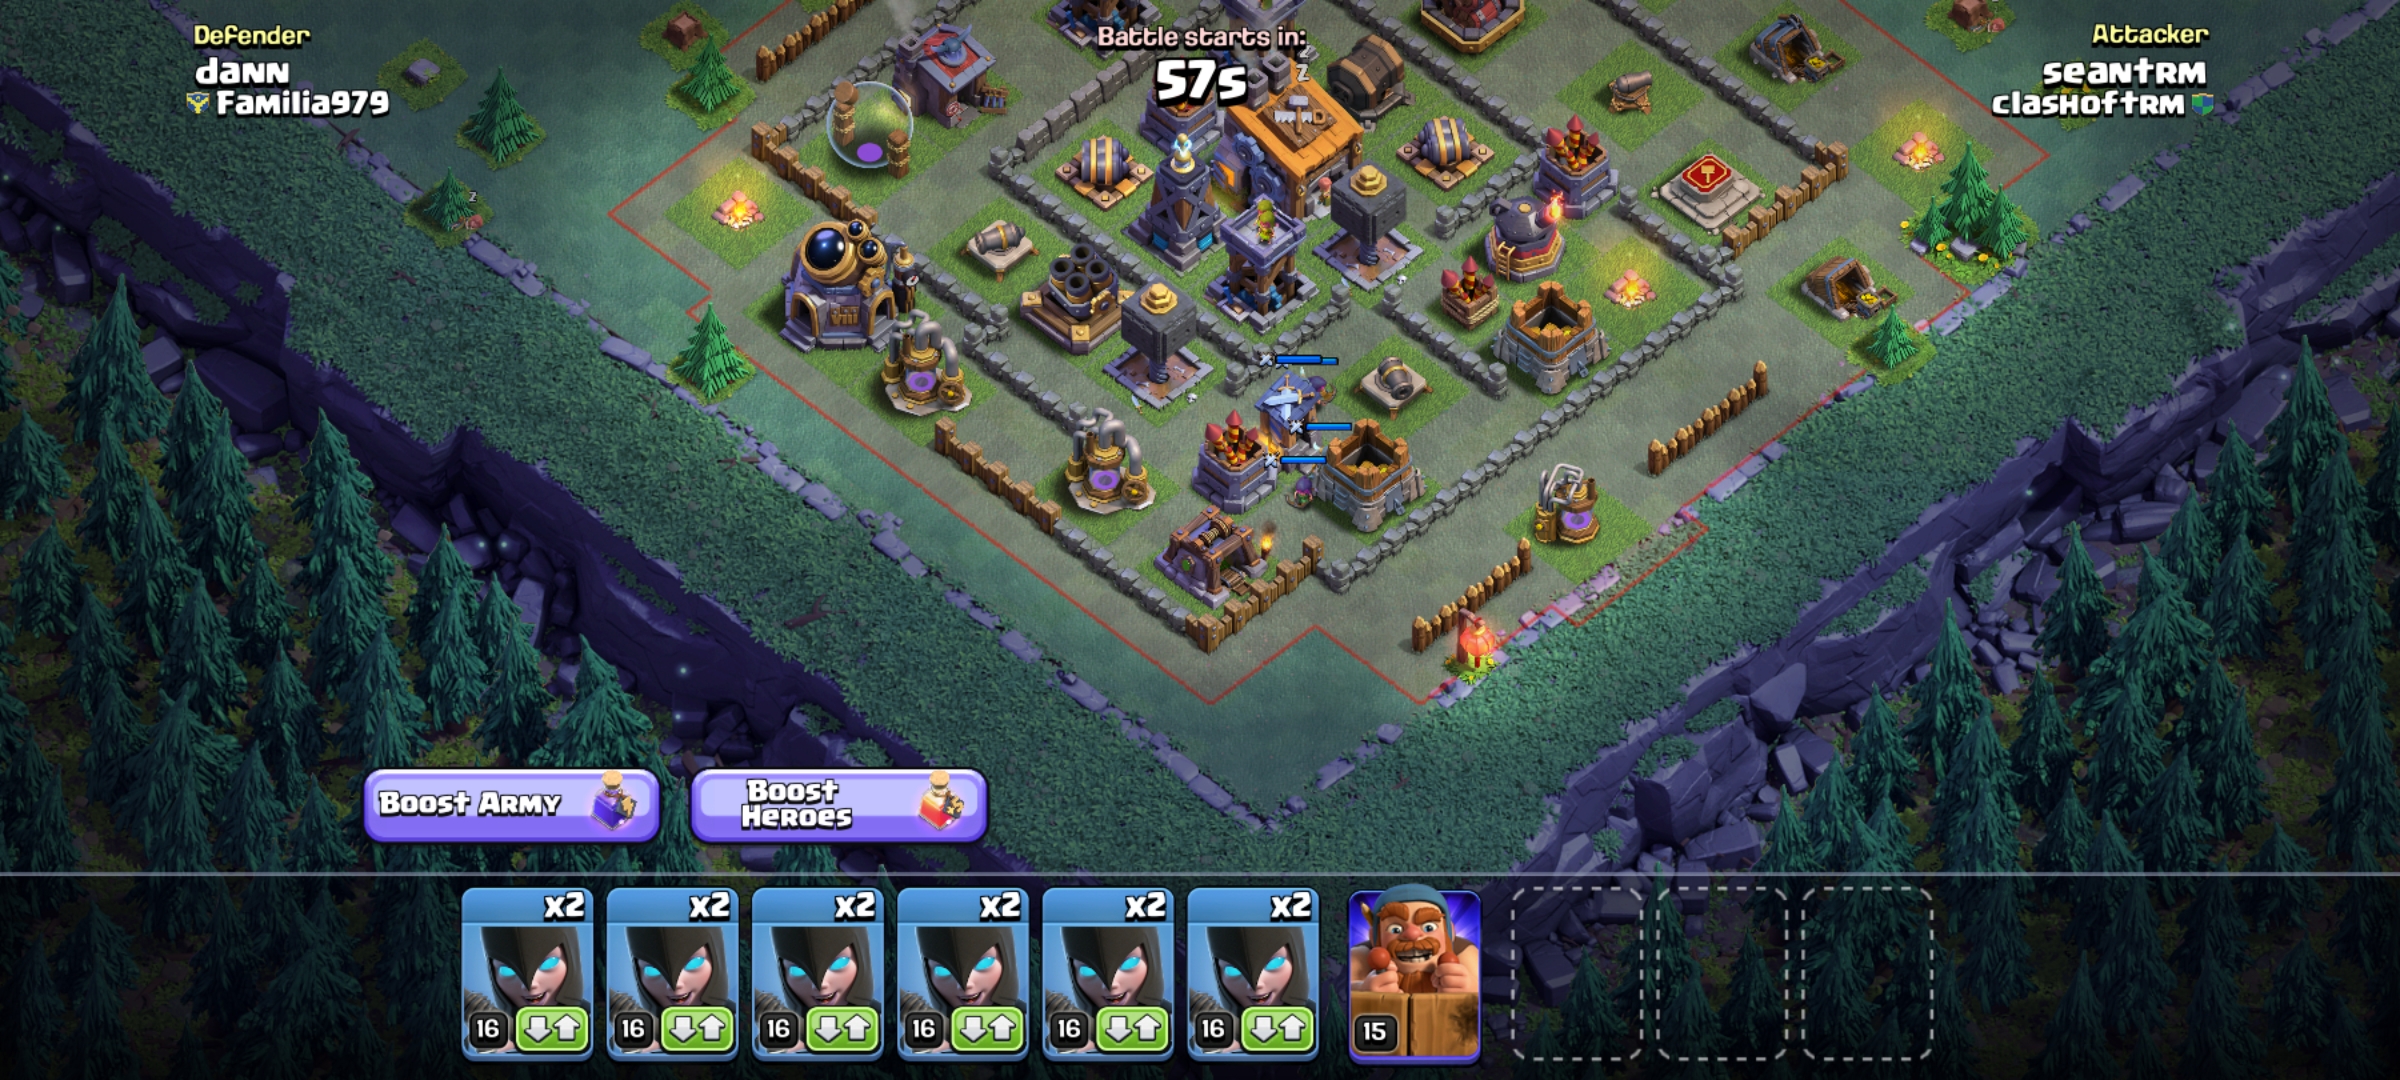 Defender
dANN
Familia979
Battle starts in:
57s
Attacker
seantRM
clashoftRM
z
z
z
VIII
Boost Army
Boost
Heroes
x2
x2
x2
x2
x2
x2
16
16
16
16
16
16
15